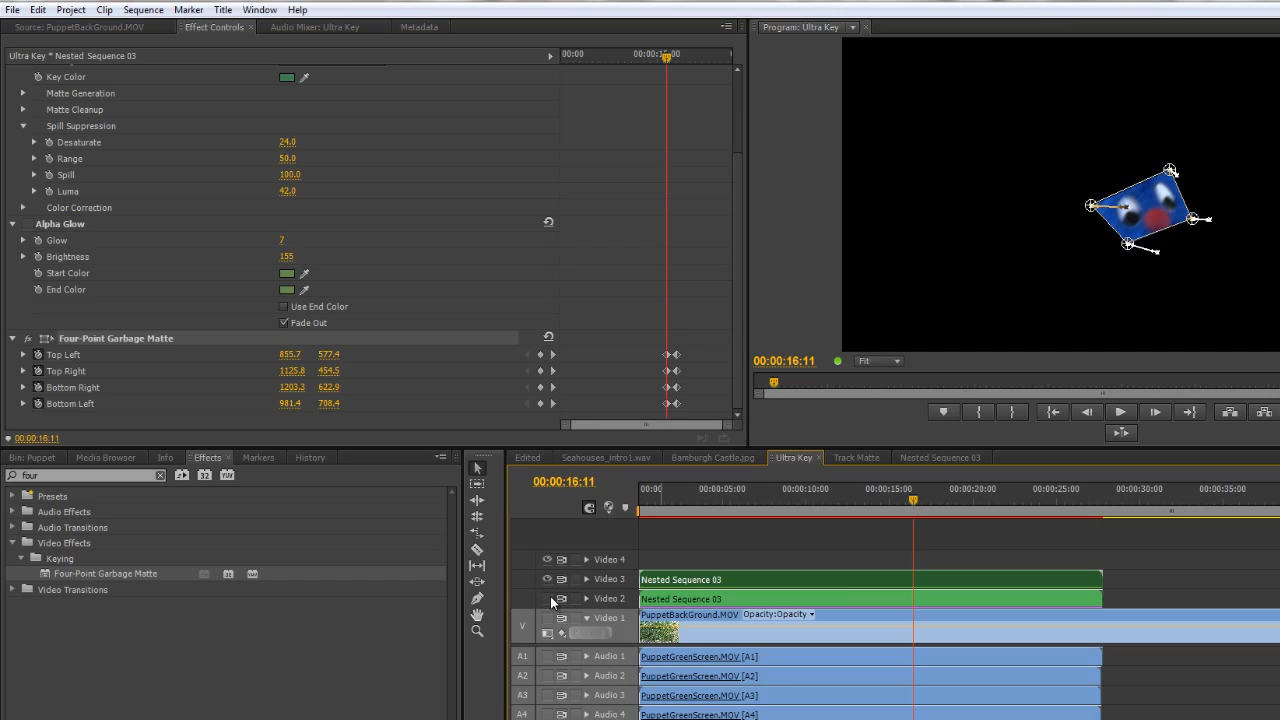 File Edit Project Clip Sequence Marker Title Window Help
Source: PuppetBackGround.MOV Effect Controls Audio Mixer: Ultra Key Metadata Program: Ultra Key
Ultra Key * Nested Sequence 03 00:00 00:00:15:00
Key Color
Matte Generation
Matte Cleanup
Spill Suppression
Desaturate 24.0
Range 50.0
Spill 100.0
Luma 42.0
Color Correction
Alpha Glow
Glow 7
Brightness 155
Start Color
End Color
Use End Color
Fade Out
Four-Point Garbage Matte
Top Left 855.7 577.4
Top Right 1125.8 454.5
Bottom Right 1203.3 622.9
Bottom Left 981.4 708.4
00:00:16:11
00:00:16:11 Fit
Bin: Puppet Media Browser Info Effects Markers History
four
Presets
Audio Effects
Audio Transitions
Video Effects
Keying
Four-Point Garbage Matte
Video Transitions
Edited Seahouses_intro1.wav Bamburgh Castle.jpg Ultra Key Track Matte Nested Sequence 03
00:00:16:11 00:00 00:00:05:00 00:00:10:00 00:00:15:00 00:00:20:00 00:00:25:00 00:00:30:00 00:00:35:00
Video 4
Video 3 Nested Sequence 03
Video 2 Nested Sequence 03
V Video 1 PuppetBackGround.MOV Opacity:Opacity
A1 Audio 1 PuppetGreenScreen.MOV [A1]
A2 Audio 2 PuppetGreenScreen.MOV [A2]
A3 Audio 3 PuppetGreenScreen.MOV [A3]
A4 Audio 4 PuppetGreenScreen.MOV [A4]